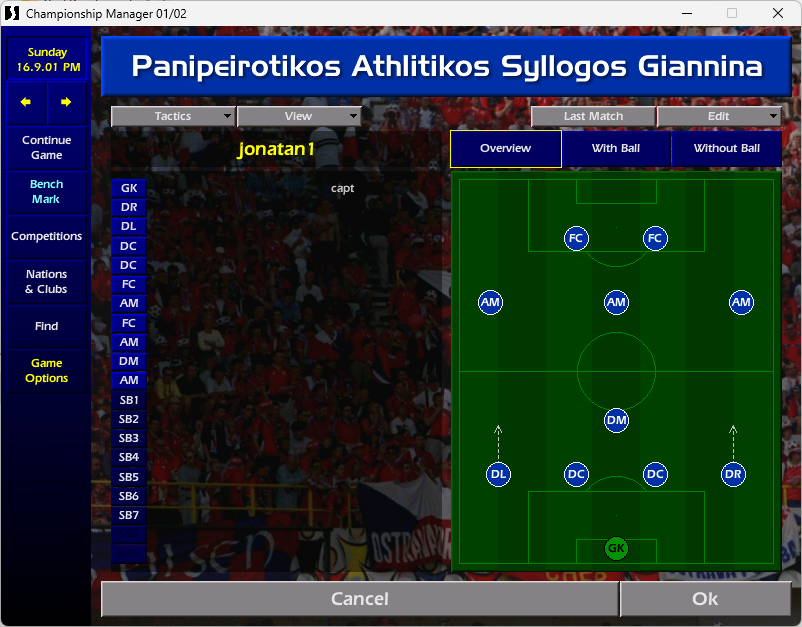 Championship Manager 01/02
Sunday
16.9.01 PM
Panipeirotikos Athlitikos Syllogos Giannina
Continue
Game
Bench
Mark
Competitions
Nations
& Clubs
Find
Game
Options
Tactics
View
Last Match
Edit
jonatan1
Overview
With Ball
Without Ball
GK
capt
DR
DL
DC
DC
FC
AM
FC
AM
DM
AM
SB1
SB2
SB3
SB4
SB5
SB6
SB7
FC FC
AM AM AM
DM
DL DC DC DR
GK
OSTRAVA
Cancel
Ok